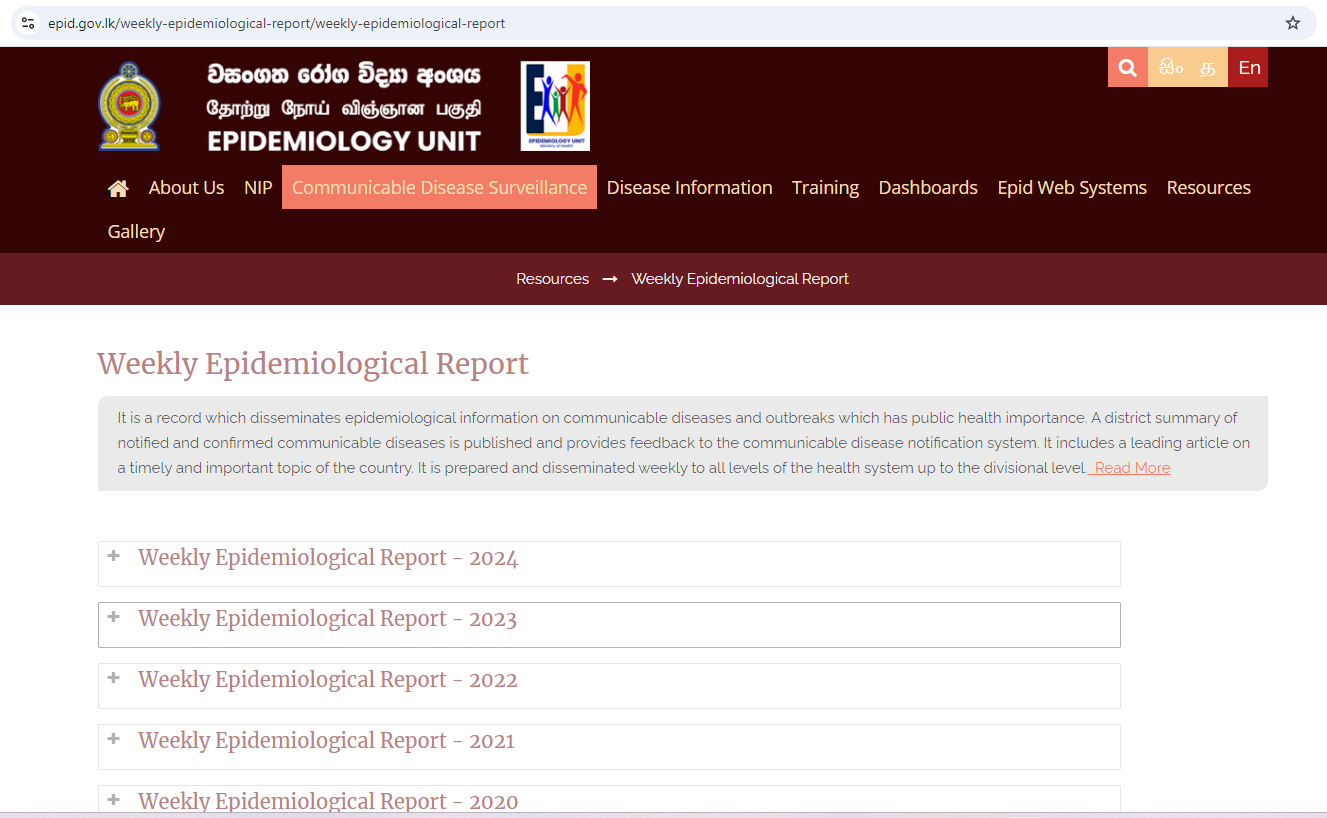 epid.gov.lk/weekly-epidemiological-report/weekly-epidemiological-report
වසංගත රෝග විද්‍යා අංශය
தோற்று நோய் விஞ்ஞான பகுதி
EPIDEMIOLOGY UNIT
EPIDEMIOLOGY UNIT
සිං த En
About Us NIP Communicable Disease Surveillance Disease Information Training Dashboards Epid Web Systems Resources
Gallery
Resources → Weekly Epidemiological Report
Weekly Epidemiological Report
It is a record which disseminates epidemiological information on communicable diseases and outbreaks which has public health importance. A district summary of
notified and confirmed communicable diseases is published and provides feedback to the communicable disease notification system. It includes a leading article on
a timely and important topic of the country. It is prepared and disseminated weekly to all levels of the health system up to the divisional level. Read More
+ Weekly Epidemiological Report - 2024
+ Weekly Epidemiological Report - 2023
+ Weekly Epidemiological Report - 2022
+ Weekly Epidemiological Report - 2021
+ Weekly Epidemiological Report - 2020